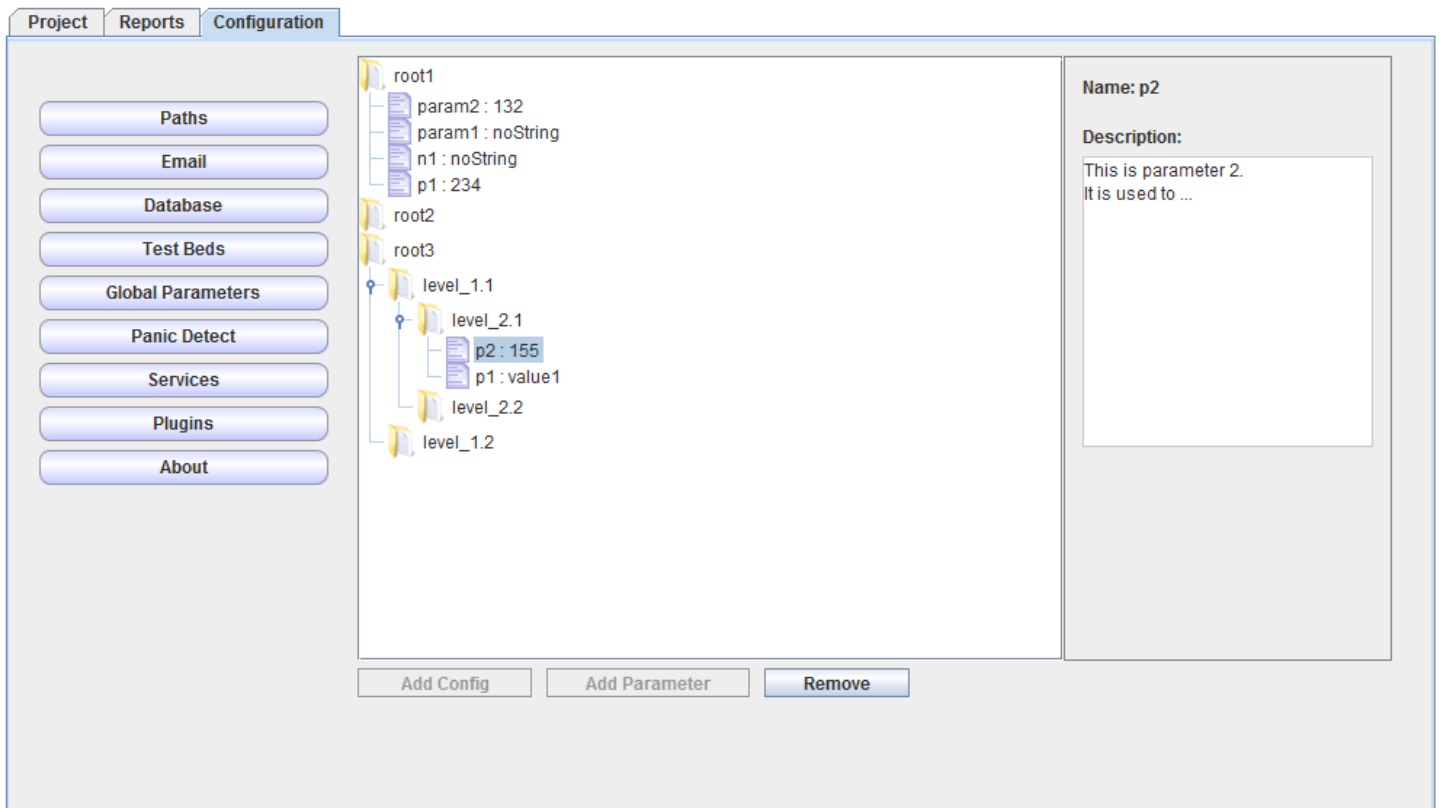 Project Reports Configuration
Paths
Email
Database
Test Beds
Global Parameters
Panic Detect
Services
Plugins
About
root1
param2 : 132
param1 : noString
n1 : noString
p1 : 234
root2
root3
level_1.1
level_2.1
p2 : 155
p1 : value1
level_2.2
level_1.2
Add Config Add Parameter Remove
Name: p2
Description:
This is parameter 2.
It is used to ...